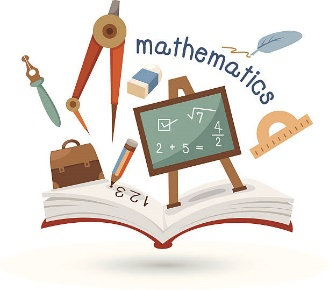 mathematics
√7
4/2
2 + 5 =
123